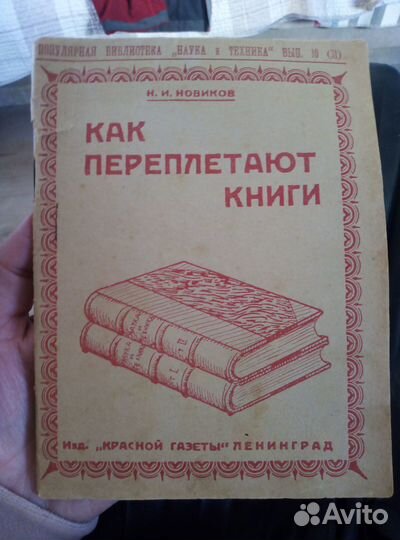 ПОПУЛЯРНАЯ БИБЛИОТЕКА „НАУКА и ТЕХНИКА“ ВЫП. 10
Н. И. НОВИКОВ
КАК
ПЕРЕПЛЕТАЮТ
КНИГИ
Изд. „КРАСНОЙ ГАЗЕТЫ“ ЛЕНИНГРАД
Avito